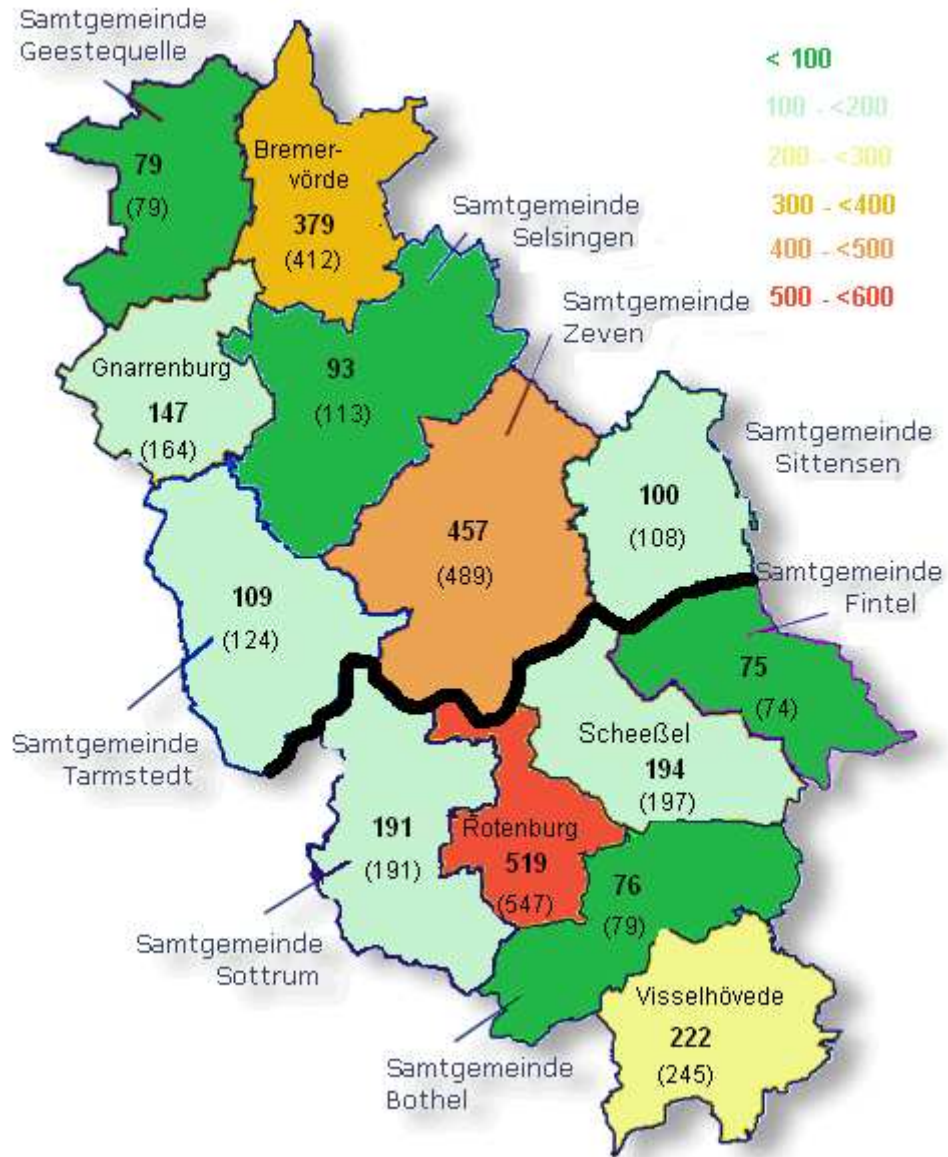 Samtgemeinde
Geestequelle
79
(79)
Bremer-
vörde
379
(412)
< 100
100 - <200
200 - <300
300 - <400
400 - <500
500 - <600
Samtgemeinde
Selsingen
93
(113)
Samtgemeinde
Zeven
457
(489)
Gnarrenburg
147
(164)
Samtgemeinde
Sittensen
100
(108)
109
(124)
Samtgemeinde
Tarmstedt
Samtgemeinde
Fintel
75
(74)
Scheeßel
194
(197)
191
(191)
Samtgemeinde
Sottrum
Rotenburg
519
(547)
76
(79)
Samtgemeinde
Bothel
Visselhövede
222
(245)